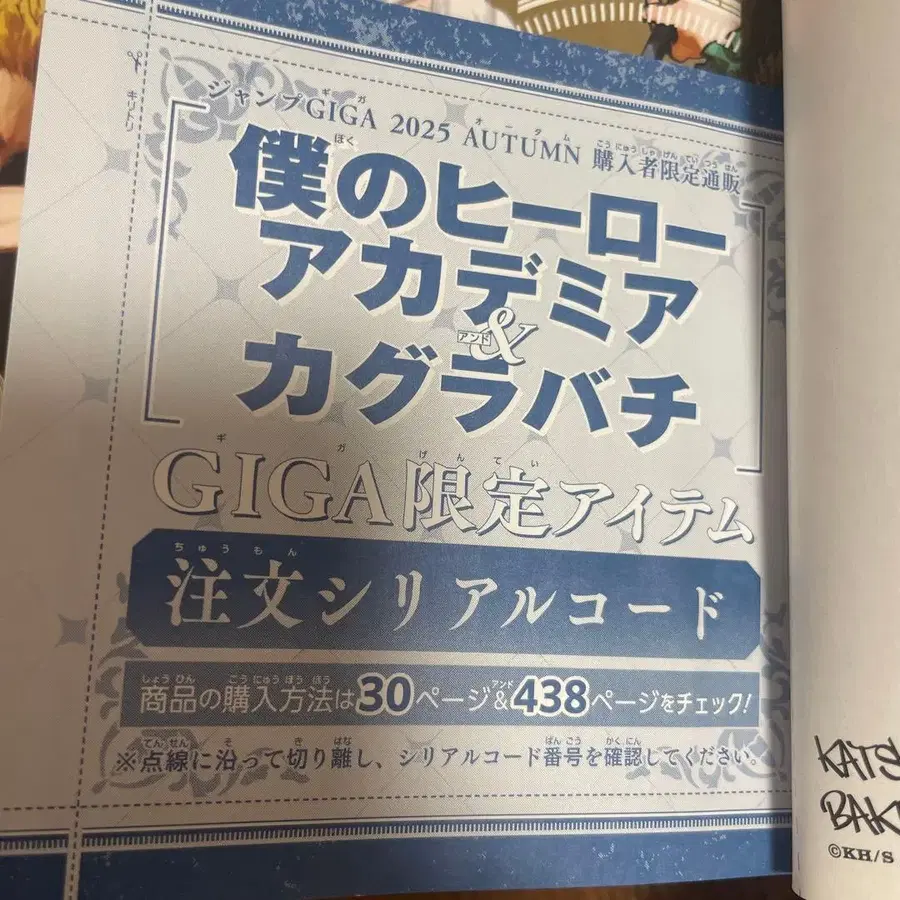 キリトリ
ジャンプGIGA 2025 AUTUMN 購入者限定通販
僕のヒーロー
アカデミア
&
カグラバチ
GIGA限定アイテム
注文シリアルコード
商品の購入方法は30ページ&438ページをチェック!
※点線に沿って切り離し、シリアルコード番号を確認してください。
KATS
BAK
©KH/S